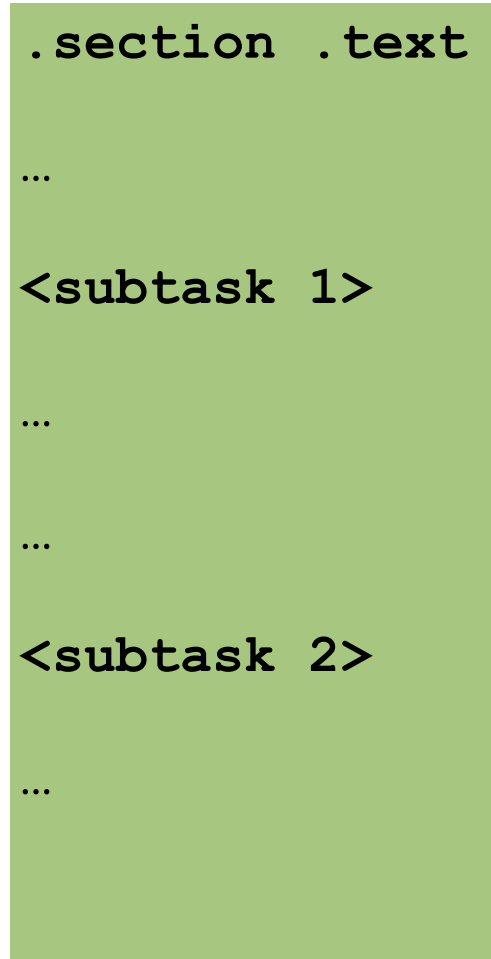 .section .text
…
<subtask 1>
…
…
<subtask 2>
…